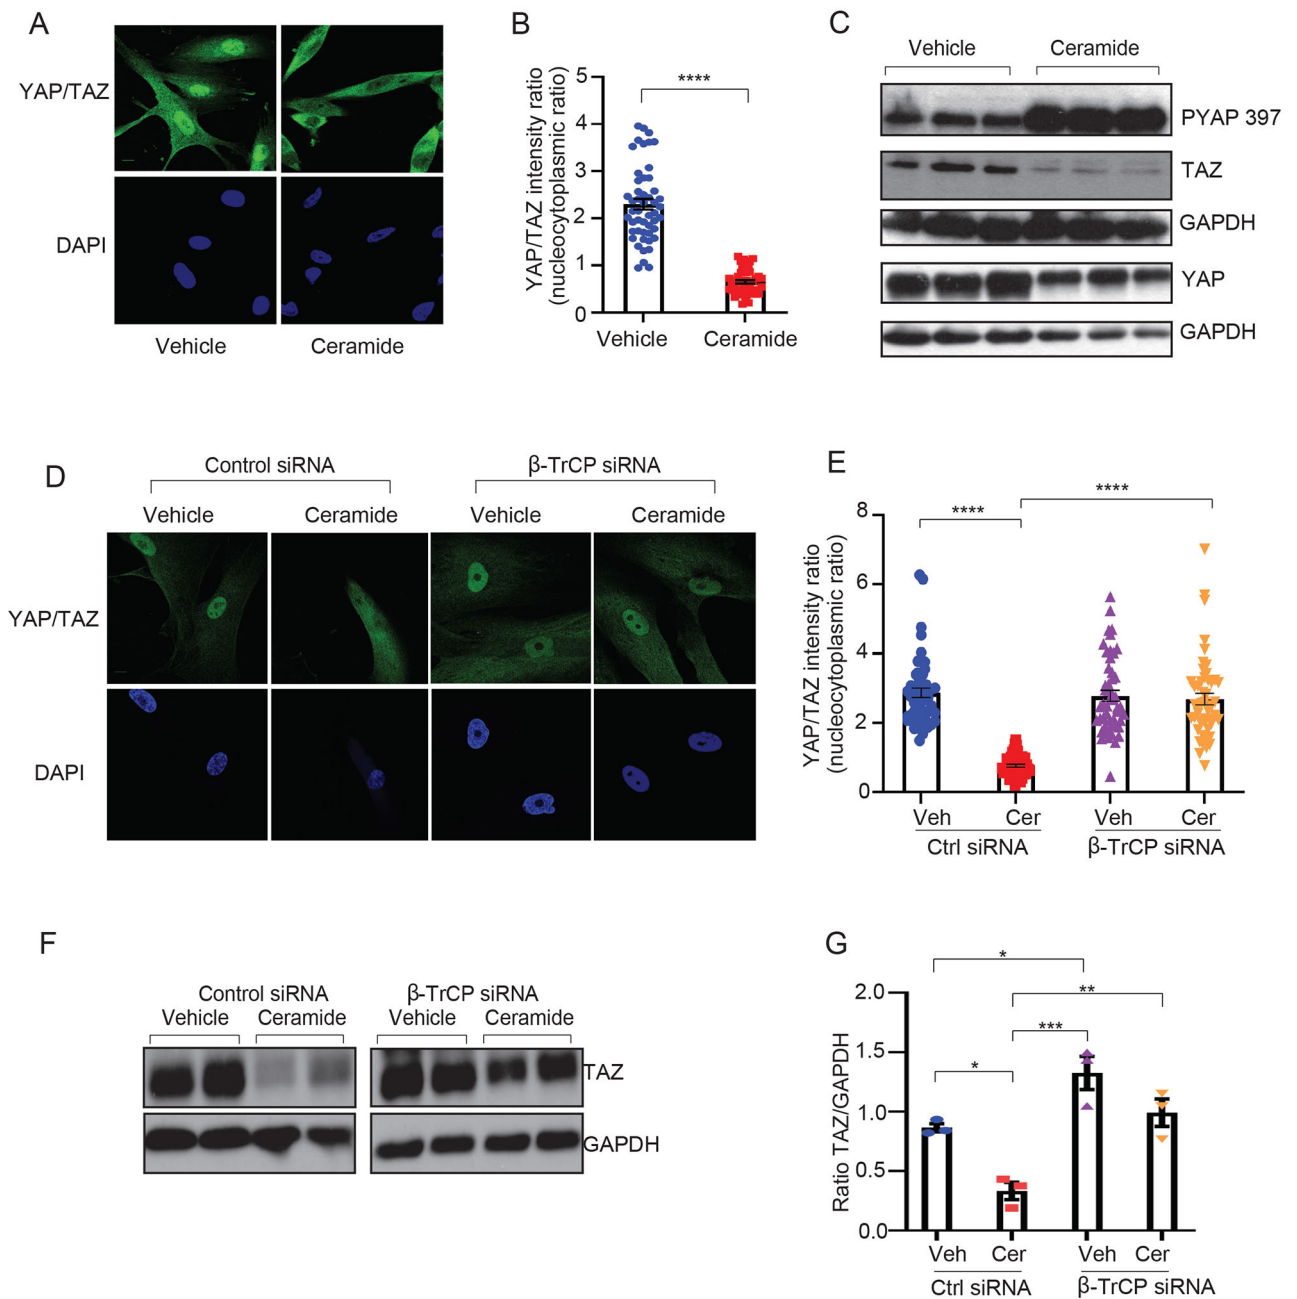 A
YAP/TAZ
DAPI
Vehicle
Ceramide
B
YAP/TAZ intensity ratio
(nucleocytoplasmic ratio)
5
4
3
2
1
0
****
Vehicle
Ceramide
C
Vehicle
Ceramide
PYAP 397
TAZ
GAPDH
YAP
GAPDH
D
Control siRNA
β-TrCP siRNA
Vehicle
Ceramide
Vehicle
Ceramide
YAP/TAZ
DAPI
E
YAP/TAZ intensity ratio
(nucleocytoplasmic ratio)
8
6
4
2
0
****
****
Veh
Cer
Veh
Cer
Ctrl siRNA
β-TrCP siRNA
F
Control siRNA
β-TrCP siRNA
Vehicle
Ceramide
Vehicle
Ceramide
TAZ
GAPDH
G
Ratio TAZ/GAPDH
2.0
1.5
1.0
0.5
0.0
*
**
***
*
Veh
Cer
Veh
Cer
Ctrl siRNA
β-TrCP siRNA